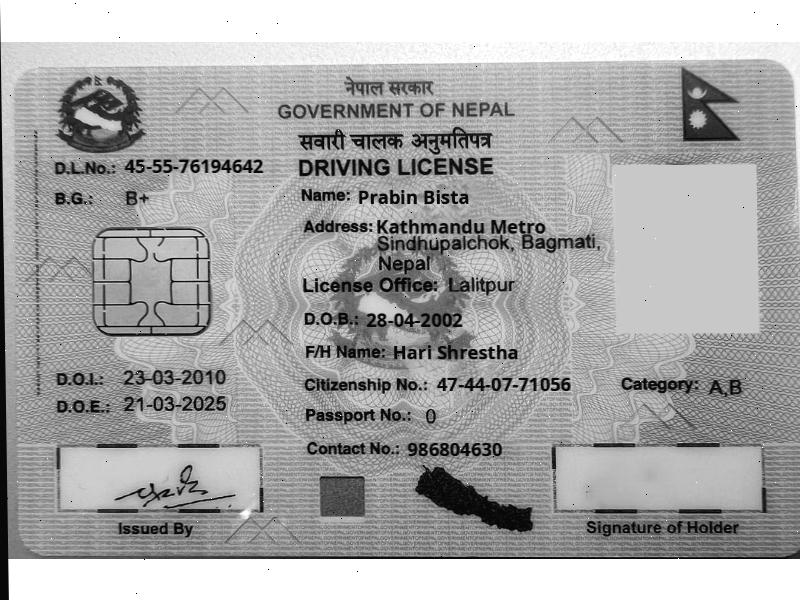 नेपाल सरकार
GOVERNMENT OF NEPAL
सवारी चालक अनुमतिपत्र
D.L.No.: 45-55-76194642
DRIVING LICENSE
B.G.: B+
Name: Prabin Bista
Address: Kathmandu Metro
Sindhupalchok, Bagmati,
Nepal
License Office: Lalitpur
D.O.B.: 28-04-2002
F/H Name: Hari Shrestha
D.O.I.: 23-03-2010
Citizenship No.: 47-44-07-71056
Category: A,B
D.O.E.: 21-03-2025
Passport No.: 0
Contact No.: 986804630
Issued By
Signature of Holder